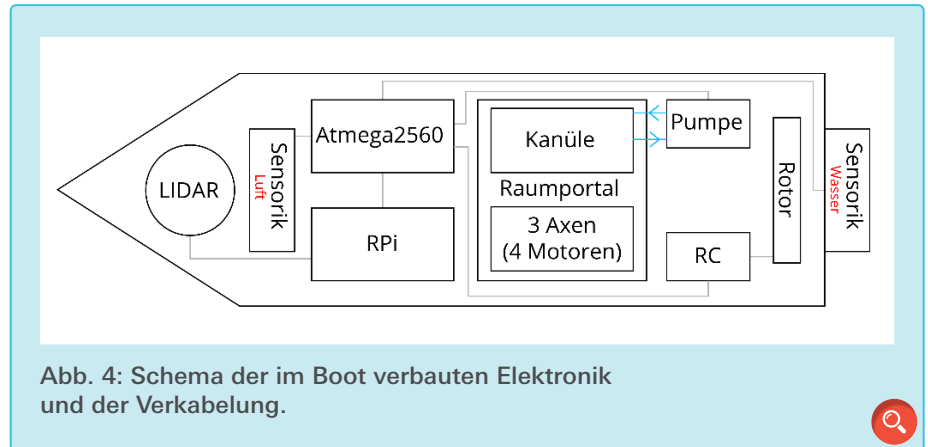 LIDAR
Sensorik
Luft
Atmega2560
RPi
Kanüle
Raumportal
3 Axen
(4 Motoren)
Pumpe
RC
Rotor
Sensorik
Wasser
Abb. 4: Schema der im Boot verbauten Elektronik
und der Verkabelung.